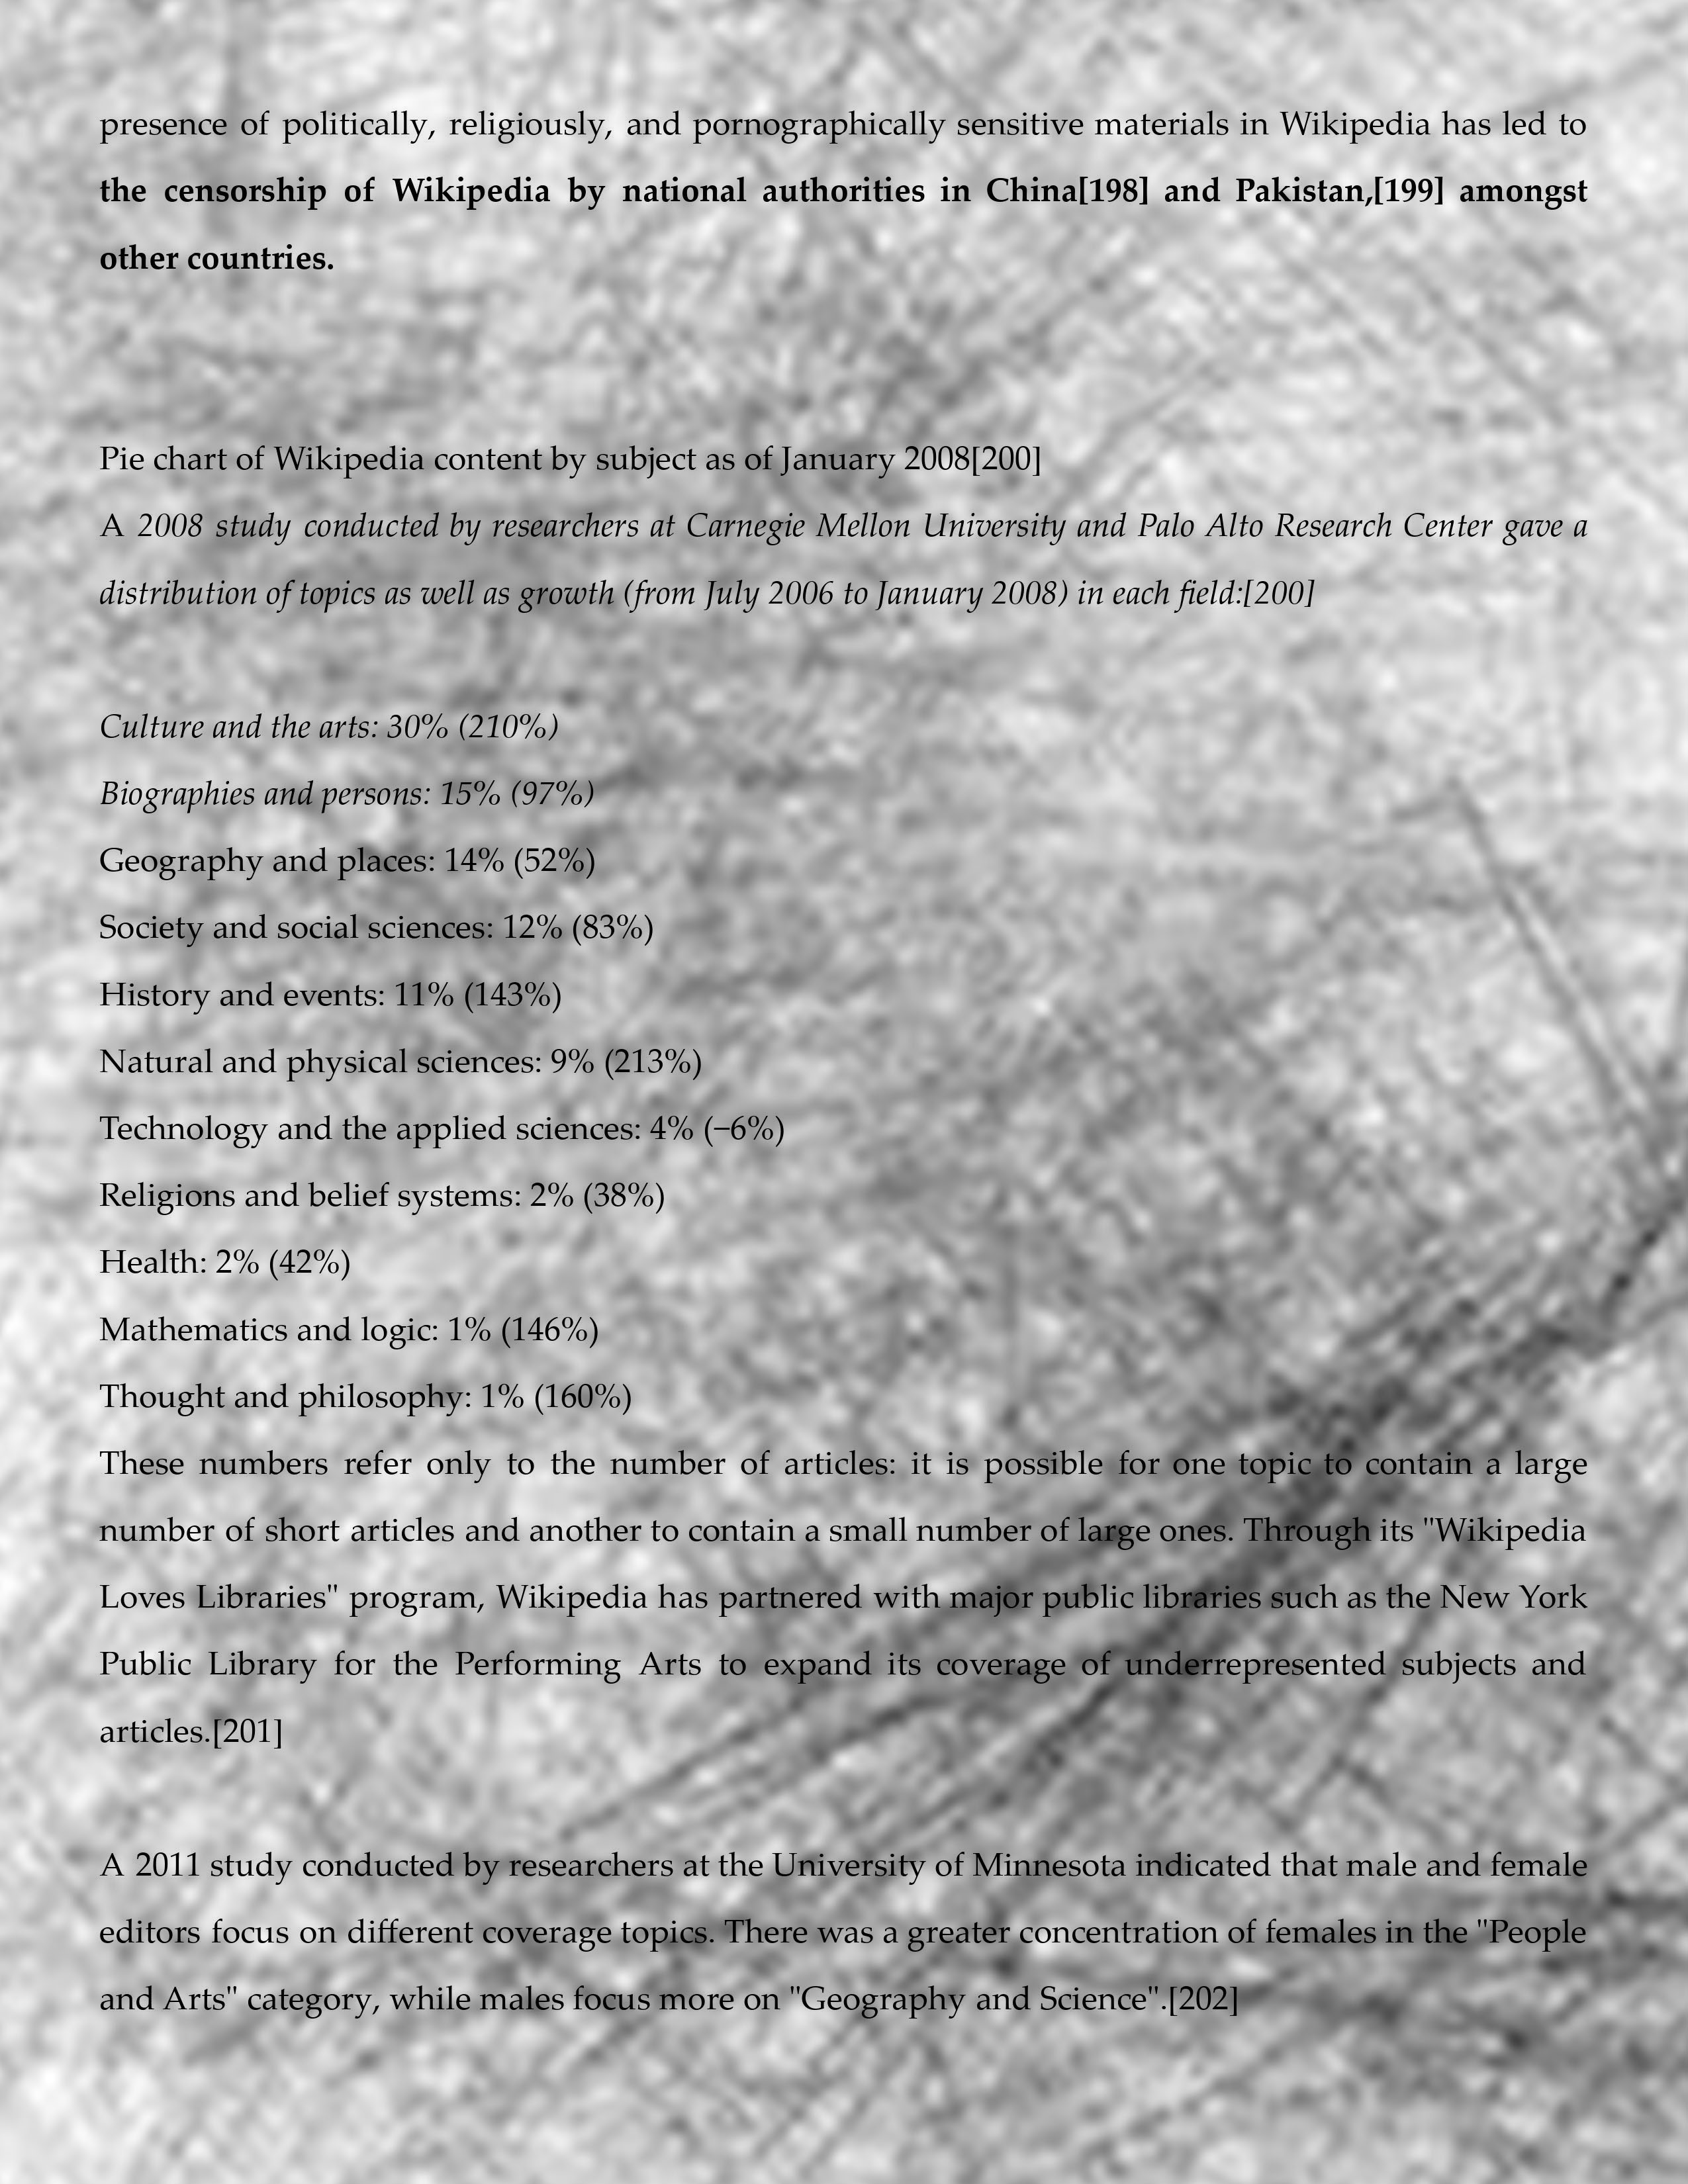 presence of politically, religiously, and pornographically sensitive materials in Wikipedia has led to
the censorship of Wikipedia by national authorities in China[198] and Pakistan,[199] amongst
other countries.
Pie chart of Wikipedia content by subject as of January 2008[200]
A 2008 study conducted by researchers at Carnegie Mellon University and Palo Alto Research Center gave a
distribution of topics as well as growth (from July 2006 to January 2008) in each field:[200]
Culture and the arts: 30% (210%)
Biographies and persons: 15% (97%)
Geography and places: 14% (52%)
Society and social sciences: 12% (83%)
History and events: 11% (143%)
Natural and physical sciences: 9% (213%)
Technology and the applied sciences: 4% (−6%)
Religions and belief systems: 2% (38%)
Health: 2% (42%)
Mathematics and logic: 1% (146%)
Thought and philosophy: 1% (160%)
These numbers refer only to the number of articles: it is possible for one topic to contain a large
number of short articles and another to contain a small number of large ones. Through its "Wikipedia
Loves Libraries" program, Wikipedia has partnered with major public libraries such as the New York
Public Library for the Performing Arts to expand its coverage of underrepresented subjects and
articles.[201]
A 2011 study conducted by researchers at the University of Minnesota indicated that male and female
editors focus on different coverage topics. There was a greater concentration of females in the "People
and Arts" category, while males focus more on "Geography and Science".[202]